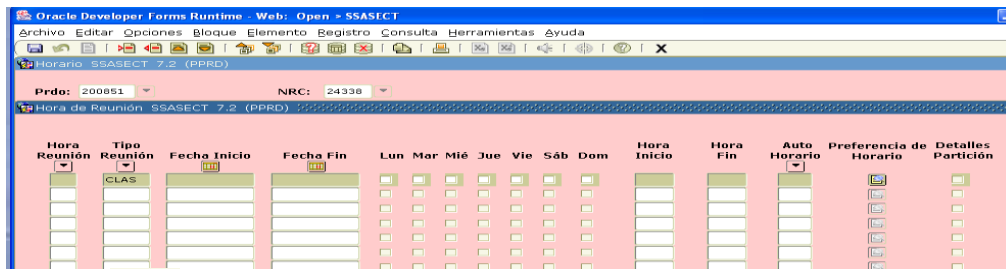 Oracle Developer Forms Runtime - Web: Open > SSASECT
Archivo Editar Opciones Bloque Elemento Registro Consulta Herramientas Ayuda
Horario SSASECT 7.2 (PPRD)
Prdo: 200851 NRC: 24338
Hora de Reunión SSASECT 7.2 (PPRD)
Hora Reunión Tipo Reunión Fecha Inicio Fecha Fin Lun Mar Mié Jue Vie Sáb Dom Hora Inicio Hora Fin Auto Horario Preferencia de Horario Detalles Partición
CLAS